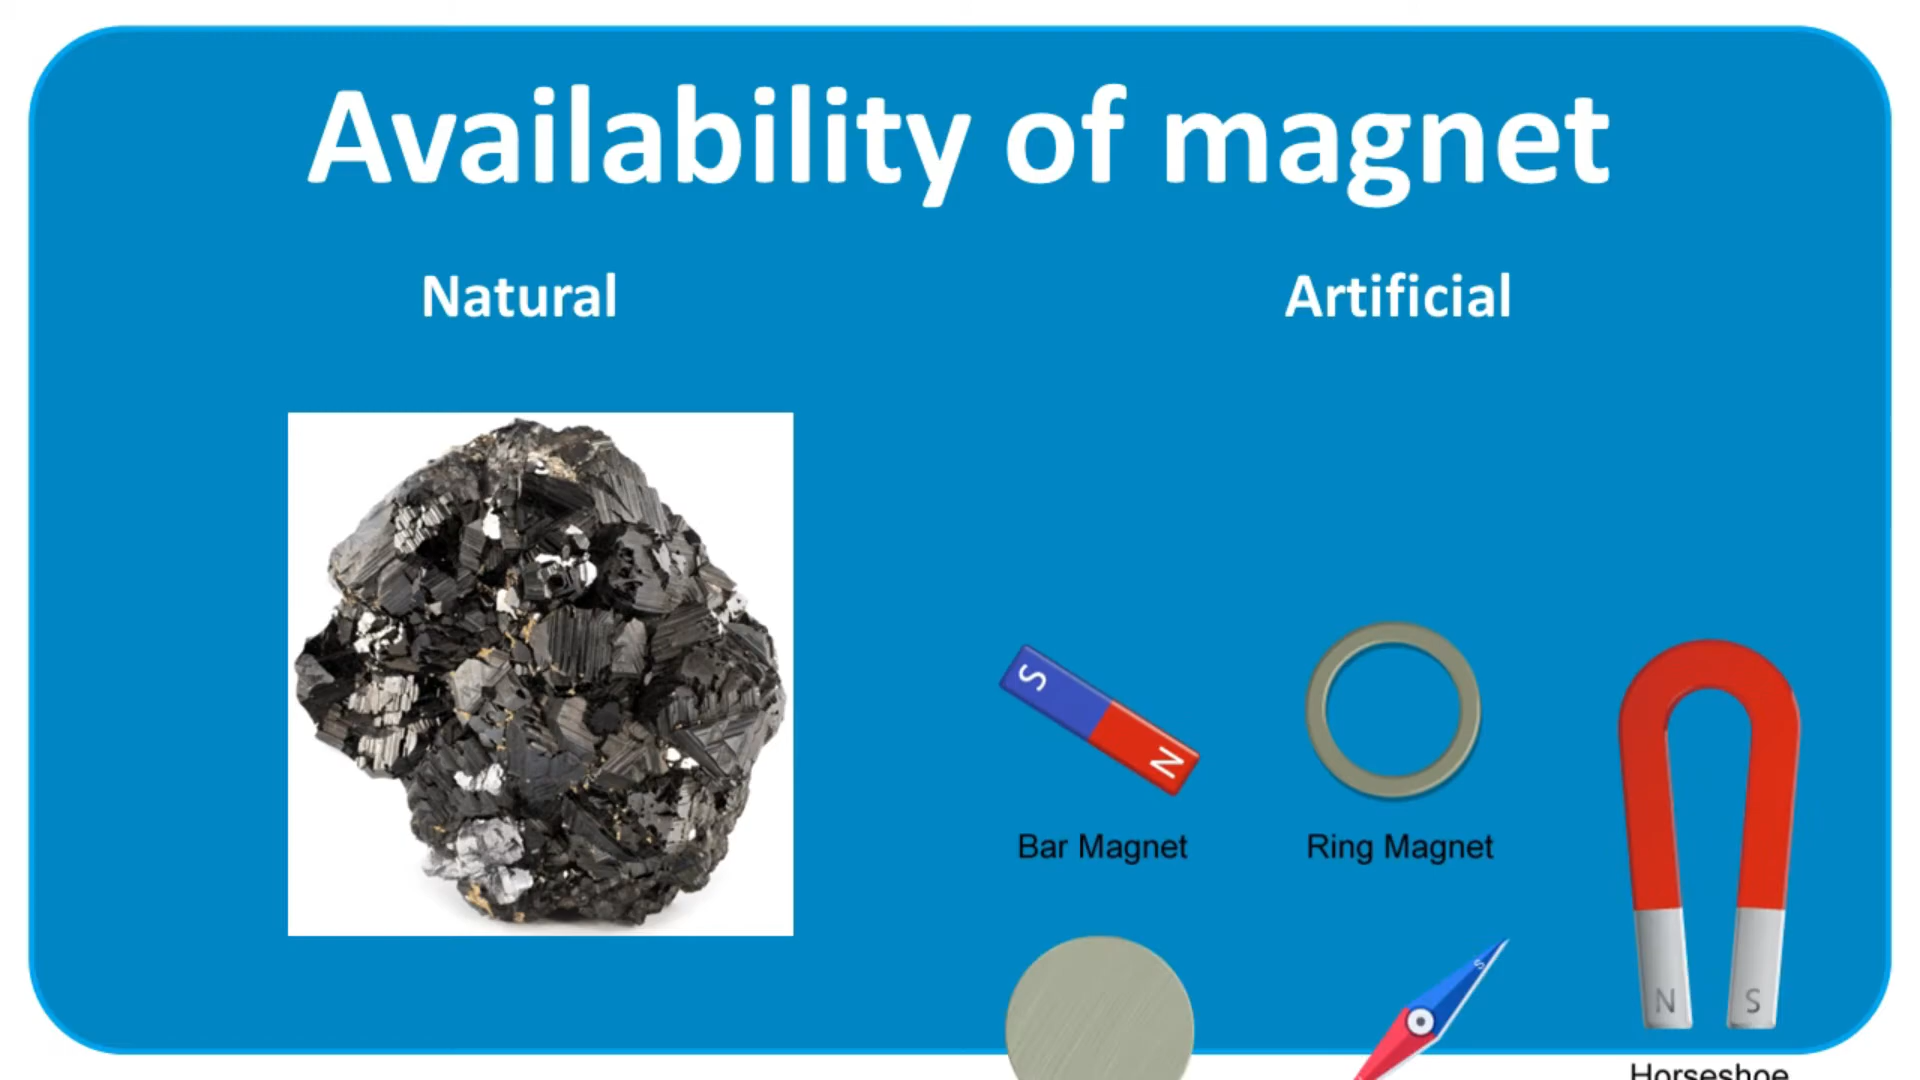 Availability of magnet
Natural
Artificial
S
N
Bar Magnet
Ring Magnet
S
N
S
Horseshoe